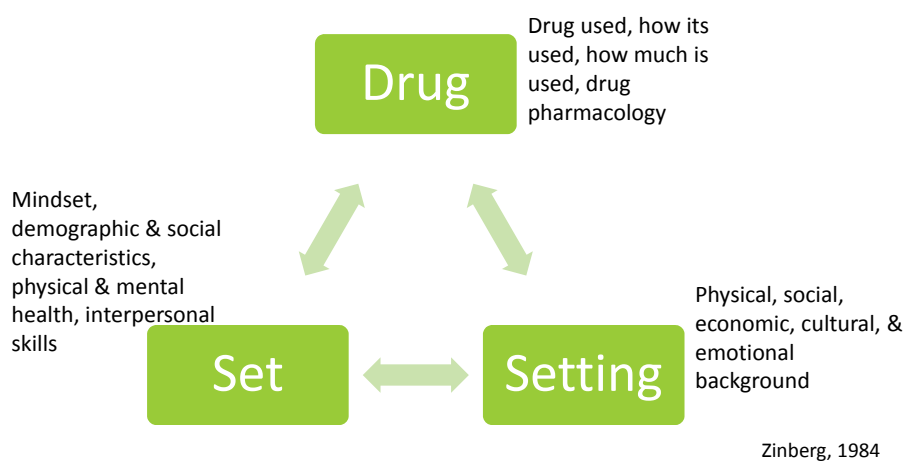 Drug
Drug used, how its
used, how much is
used, drug
pharmacology
Mindset,
demographic & social
characteristics,
physical & mental
health, interpersonal
skills
Set
Setting
Physical, social,
economic, cultural, &
emotional
background
Zinberg, 1984